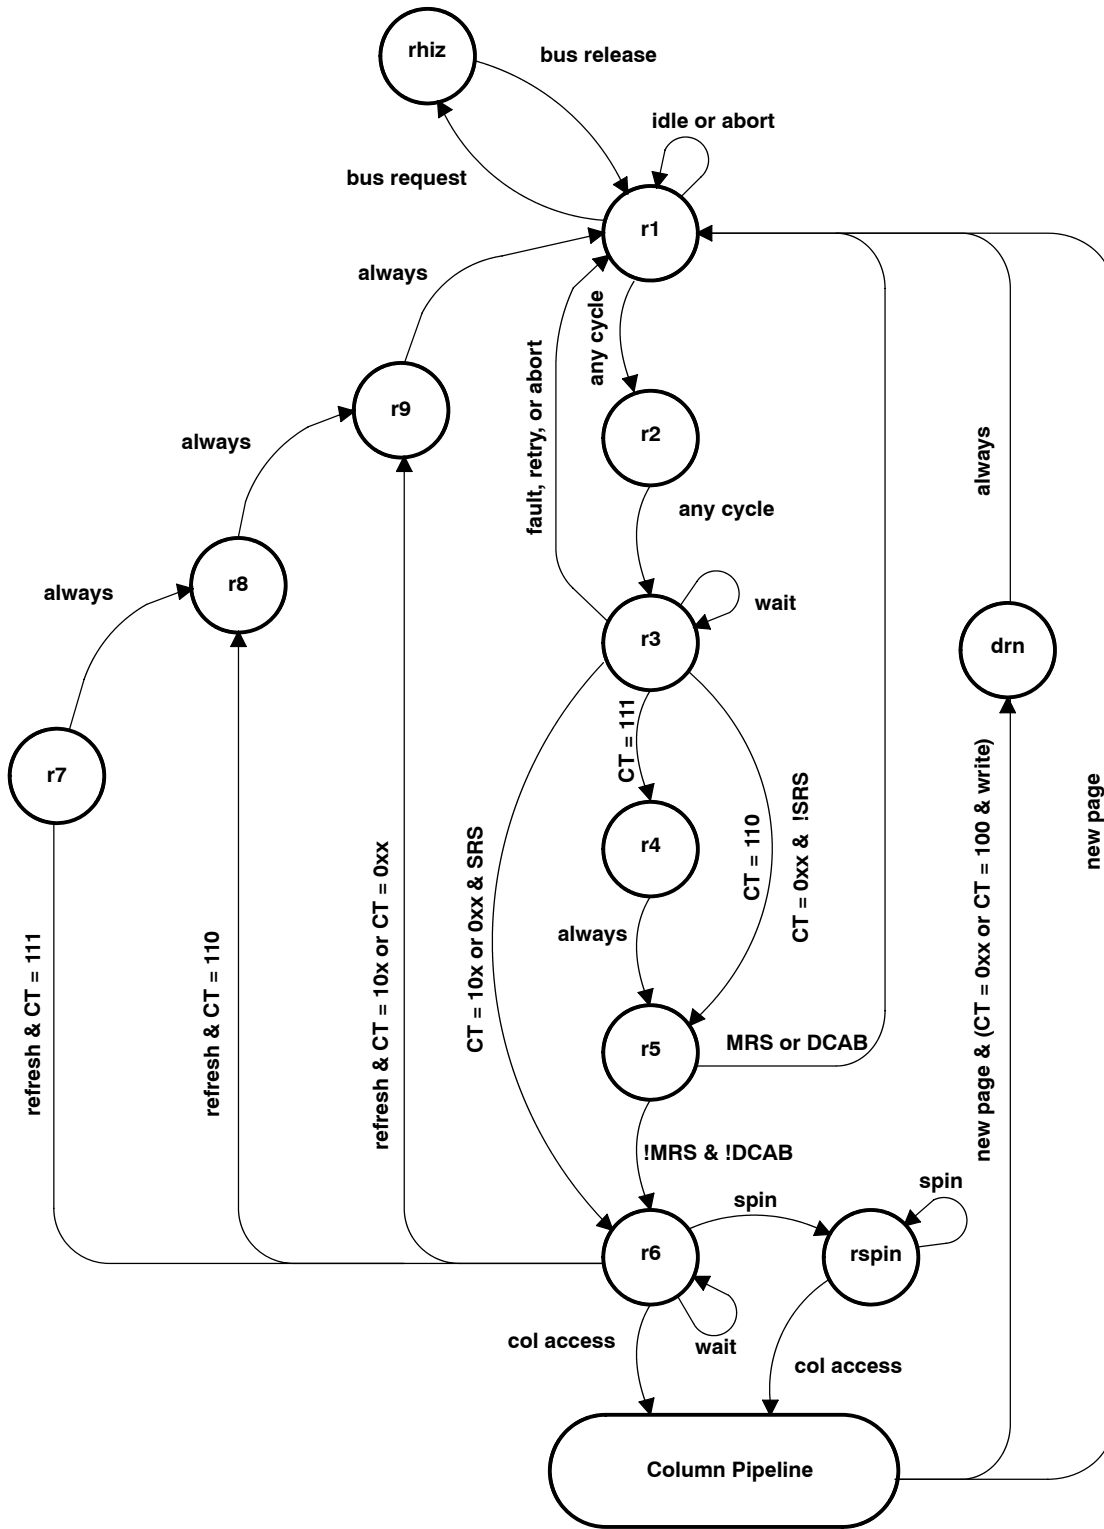 rhiz
bus release
idle or abort
bus request
r1
always
any cycle
fault, retry, or abort
r9
r2
always
always
any cycle
r8
always
wait
r3
drn
CT = 111
r7
new page & (CT = 0xx or CT = 100 & write)
new page
CT = 110
CT = 0xx & !SRS
r4
CT = 10x or 0xx & SRS
refresh & CT = 10x or CT = 0xx
always
refresh & CT = 110
refresh & CT = 111
MRS or DCAB
r5
!MRS & !DCAB
spin
spin
r6
rspin
col access
wait
col access
Column Pipeline